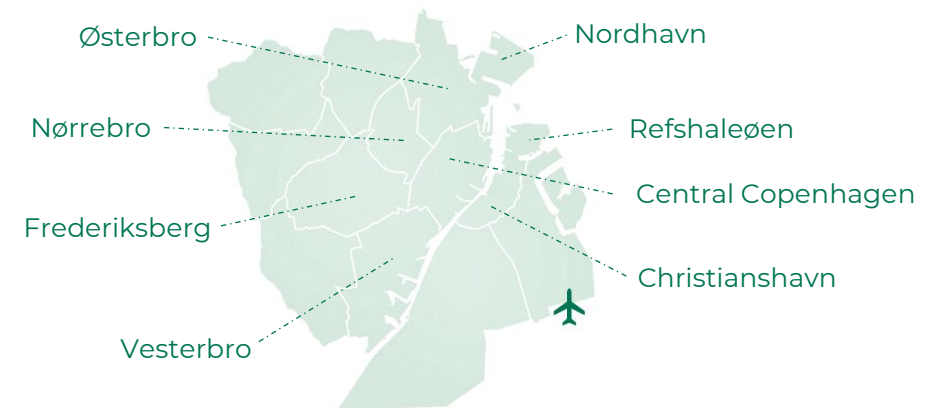 Østerbro
Nordhavn
Nørrebro
Refshaleøen
Central Copenhagen
Frederiksberg
Christianshavn
Vesterbro